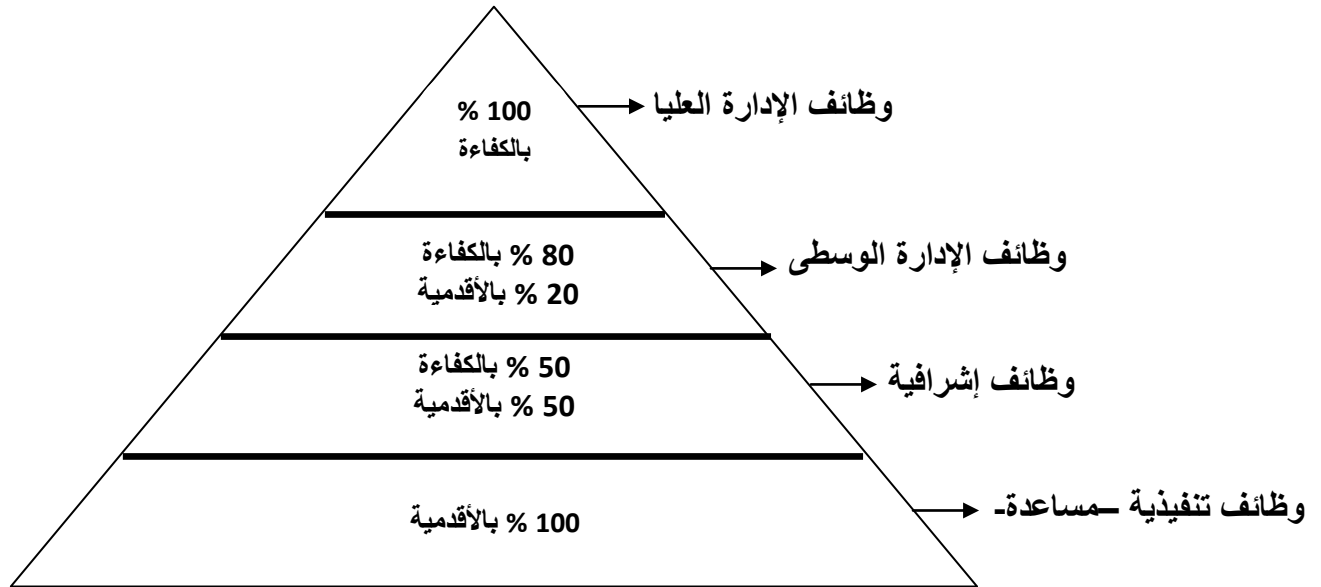 وظائف الإدارة العليا
100 %
بالكفاءة
وظائف الإدارة الوسطى
80 % بالكفاءة
20 % بالأقدمية
وظائف إشرافية
50 % بالكفاءة
50 % بالأقدمية
وظائف تنفيذية –مساعدة-
100 % بالأقدمية